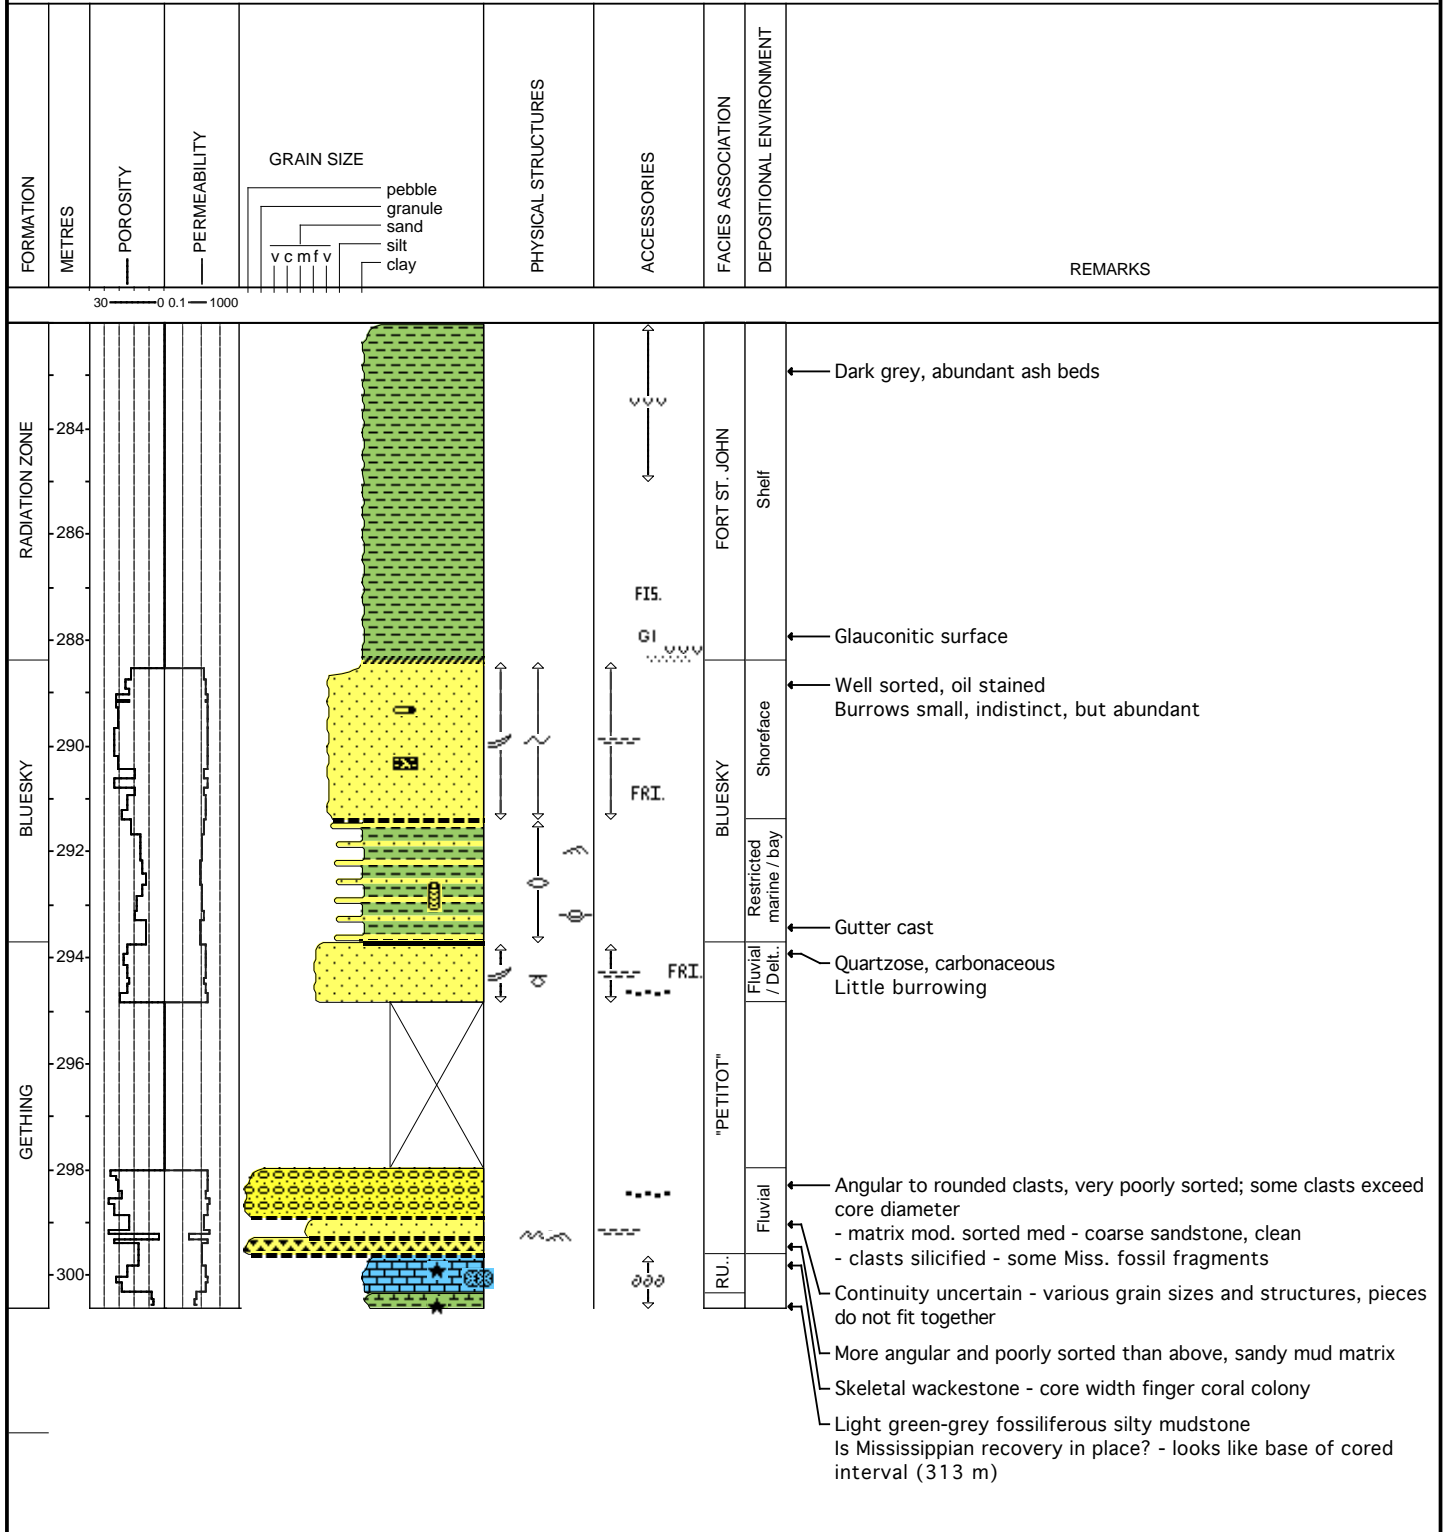 FORMATION
METRES
POROSITY
PERMEABILITY
GRAIN SIZE
pebble
granule
sand
silt
clay
v c m f v
PHYSICAL STRUCTURES
ACCESSORIES
FACIES ASSOCIATION
DEPOSITIONAL ENVIRONMENT
REMARKS
30 0 0.1 1000
RADIATION ZONE
BLUESKY
GETHING
284
286
288
290
292
294
296
298
300
FIS.
Gl
FRI.
FRI.
FORT ST. JOHN
BLUESKY
"PETITOT"
RU..
Shelf
Shoreface
Restricted
marine / bay
Fluvial
/ Delt..
Fluvial
Dark grey, abundant ash beds
Glauconitic surface
Well sorted, oil stained
Burrows small, indistinct, but abundant
Gutter cast
Quartzose, carbonaceous
Little burrowing
Angular to rounded clasts, very poorly sorted; some clasts exceed
core diameter
- matrix mod. sorted med - coarse sandstone, clean
- clasts silicified - some Miss. fossil fragments
Continuity uncertain - various grain sizes and structures, pieces
do not fit together
More angular and poorly sorted than above, sandy mud matrix
Skeletal wackestone - core width finger coral colony
Light green-grey fossiliferous silty mudstone
Is Mississippian recovery in place? - looks like base of cored
interval (313 m)